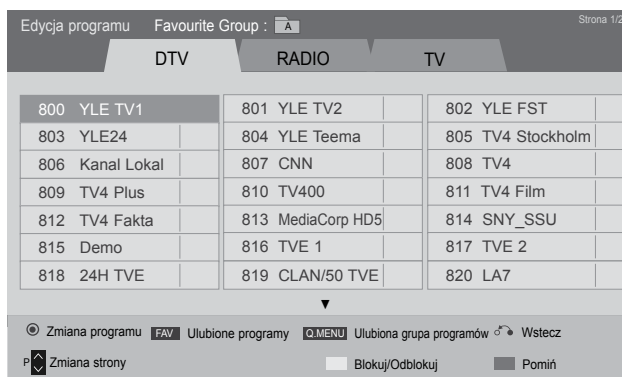 Edycja programu Favourite Group : A Strona 1/2
DTV RADIO TV
800 YLE TV1 801 YLE TV2 802 YLE FST
803 YLE24 804 YLE Teema 805 TV4 Stockholm
806 Kanal Lokal 807 CNN 808 TV4
809 TV4 Plus 810 TV400 811 TV4 Film
812 TV4 Fakta 813 MediaCorp HD5 814 SNY_SSU
815 Demo 816 TVE 1 817 TVE 2
818 24H TVE 819 CLAN/50 TVE 820 LA7
Zmiana programu FAV Ulubione programy Q.MENU Ulubiona grupa programów Wstecz
P Zmiana strony Blokuj/Odblokuj Pomiń